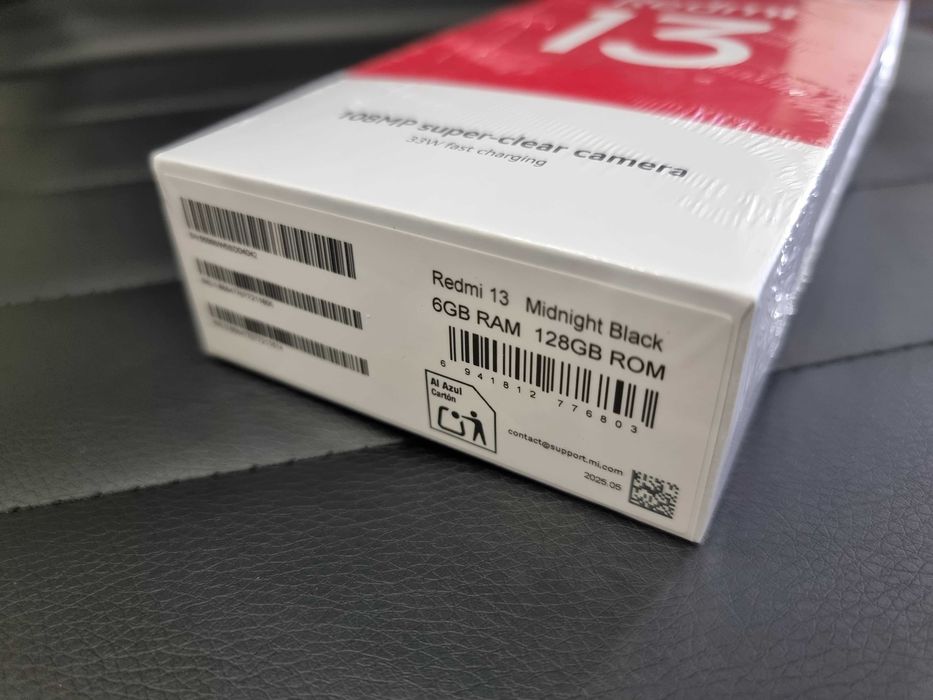 13
108MP super-clear camera
33W fast charging
Redmi 13 Midnight Black
6GB RAM 128GB ROM
6 941812 776803
Al Azul
Cartón
contact@support.mi.com
2025.05